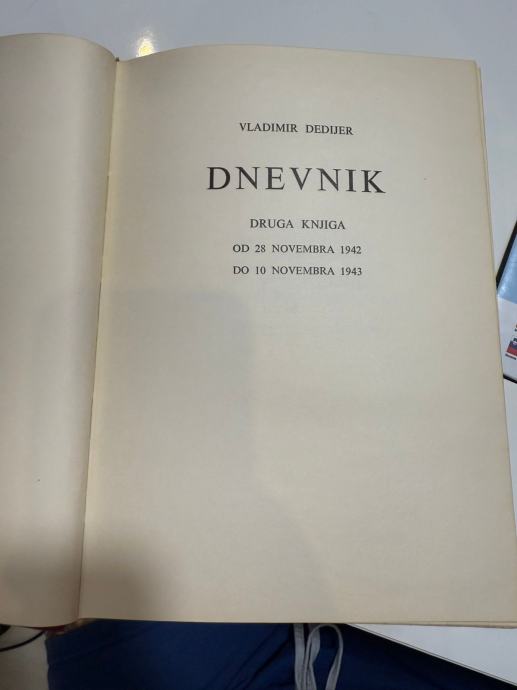 VLADIMIR DEDIJER
DNEVNIK
DRUGA KNJIGA
OD 28 NOVEMBRA 1942
DO 10 NOVEMBRA 1943